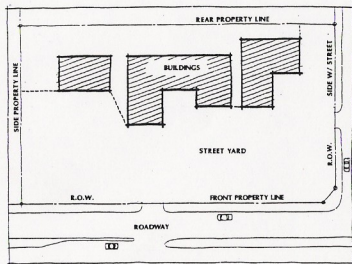 REAR PROPERTY LINE
SIDE PROPERTY LINE
BUILDINGS
SIDE W/ STREET
STREET YARD
R.O.W.
R.O.W.
FRONT PROPERTY LINE
ROADWAY